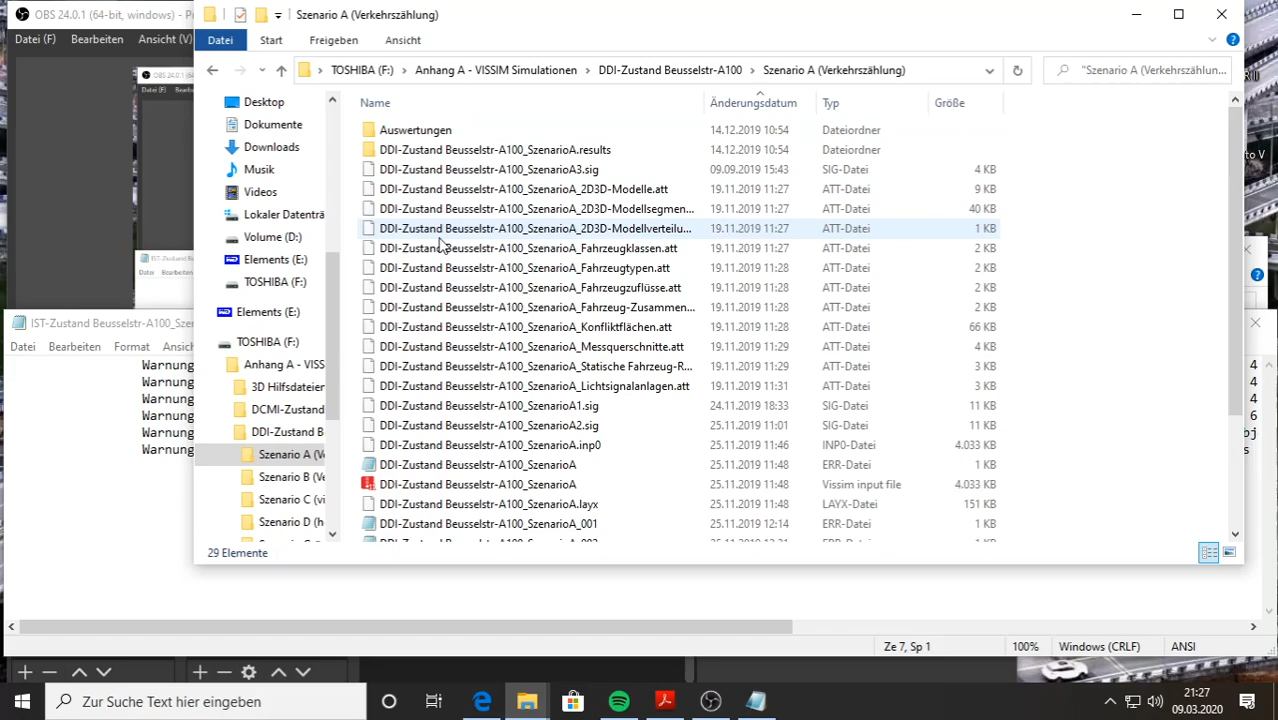 OBS 24.0.1 (64-bit, windows) - P
Datei (F) Bearbeiten Ansicht (V)
Szenario A (Verkehrszählung)
Datei Start Freigeben Ansicht
TOSHIBA (F:) Anhang A - VISSIM Simulationen DDI-Zustand Beusselstr-A100 Szenario A (Verkehrszählung)
"Szenario A (Verkehrszählun...
Desktop
Dokumente
Downloads
Musik
Videos
Lokaler Datenträ
Volume (D:)
Elements (E:)
TOSHIBA (F:)
Elements (E:)
TOSHIBA (F:)
Anhang A - VISS
3D Hilfsdateier
DCMI-Zustand
DDI-Zustand B
Szenario A (Ve
Szenario B (Ve
Szenario C (vi
Szenario D (h
Name Änderungsdatum Typ Größe
Auswertungen 14.12.2019 10:54 Dateiordner
DDI-Zustand Beusselstr-A100_SzenarioA.results 14.12.2019 10:54 Dateiordner
DDI-Zustand Beusselstr-A100_SzenarioA3.sig 09.09.2019 15:43 SIG-Datei 4 KB
DDI-Zustand Beusselstr-A100_SzenarioA_2D3D-Modelle.att 19.11.2019 11:27 ATT-Datei 9 KB
DDI-Zustand Beusselstr-A100_SzenarioA_2D3D-Modellsegmen... 19.11.2019 11:27 ATT-Datei 40 KB
DDI-Zustand Beusselstr-A100_SzenarioA_2D3D-Modellverteilu... 19.11.2019 11:27 ATT-Datei 1 KB
DDI-Zustand Beusselstr-A100_SzenarioA_Fahrzeugklassen.att 19.11.2019 11:27 ATT-Datei 2 KB
DDI-Zustand Beusselstr-A100_SzenarioA_Fahrzeugtypen.att 19.11.2019 11:28 ATT-Datei 2 KB
DDI-Zustand Beusselstr-A100_SzenarioA_Fahrzeugzuflüsse.att 19.11.2019 11:28 ATT-Datei 2 KB
DDI-Zustand Beusselstr-A100_SzenarioA_Fahrzeug-Zusammen... 19.11.2019 11:28 ATT-Datei 2 KB
DDI-Zustand Beusselstr-A100_SzenarioA_Konfliktflächen.att 19.11.2019 11:28 ATT-Datei 66 KB
DDI-Zustand Beusselstr-A100_SzenarioA_Messquerschnitte.att 19.11.2019 11:29 ATT-Datei 4 KB
DDI-Zustand Beusselstr-A100_SzenarioA_Statische Fahrzeug-R... 19.11.2019 11:29 ATT-Datei 3 KB
DDI-Zustand Beusselstr-A100_SzenarioA_Lichtsignalanlagen.att 19.11.2019 11:31 ATT-Datei 3 KB
DDI-Zustand Beusselstr-A100_SzenarioA1.sig 24.11.2019 18:33 SIG-Datei 11 KB
DDI-Zustand Beusselstr-A100_SzenarioA2.sig 25.11.2019 11:01 SIG-Datei 11 KB
DDI-Zustand Beusselstr-A100_SzenarioA.inp0 25.11.2019 11:46 INP0-Datei 4.033 KB
DDI-Zustand Beusselstr-A100_SzenarioA 25.11.2019 11:48 ERR-Datei 1 KB
DDI-Zustand Beusselstr-A100_SzenarioA 25.11.2019 11:48 Vissim input file 4.033 KB
DDI-Zustand Beusselstr-A100_SzenarioA.layx 25.11.2019 11:48 LAYX-Datei 151 KB
DDI-Zustand Beusselstr-A100_SzenarioA_001 25.11.2019 12:14 ERR-Datei 1 KB
29 Elemente
IST-Zustand Beusselstr-A100_Sze
Datei Bearbeiten Format Ansich
Warnung 4
Warnung 4
Warnung 4
Warnung 6
Warnung bj
Warnung s
to V
Ze 7, Sp 1 100% Windows (CRLF) ANSI
Zur Suche Text hier eingeben
21:27
09.03.2020